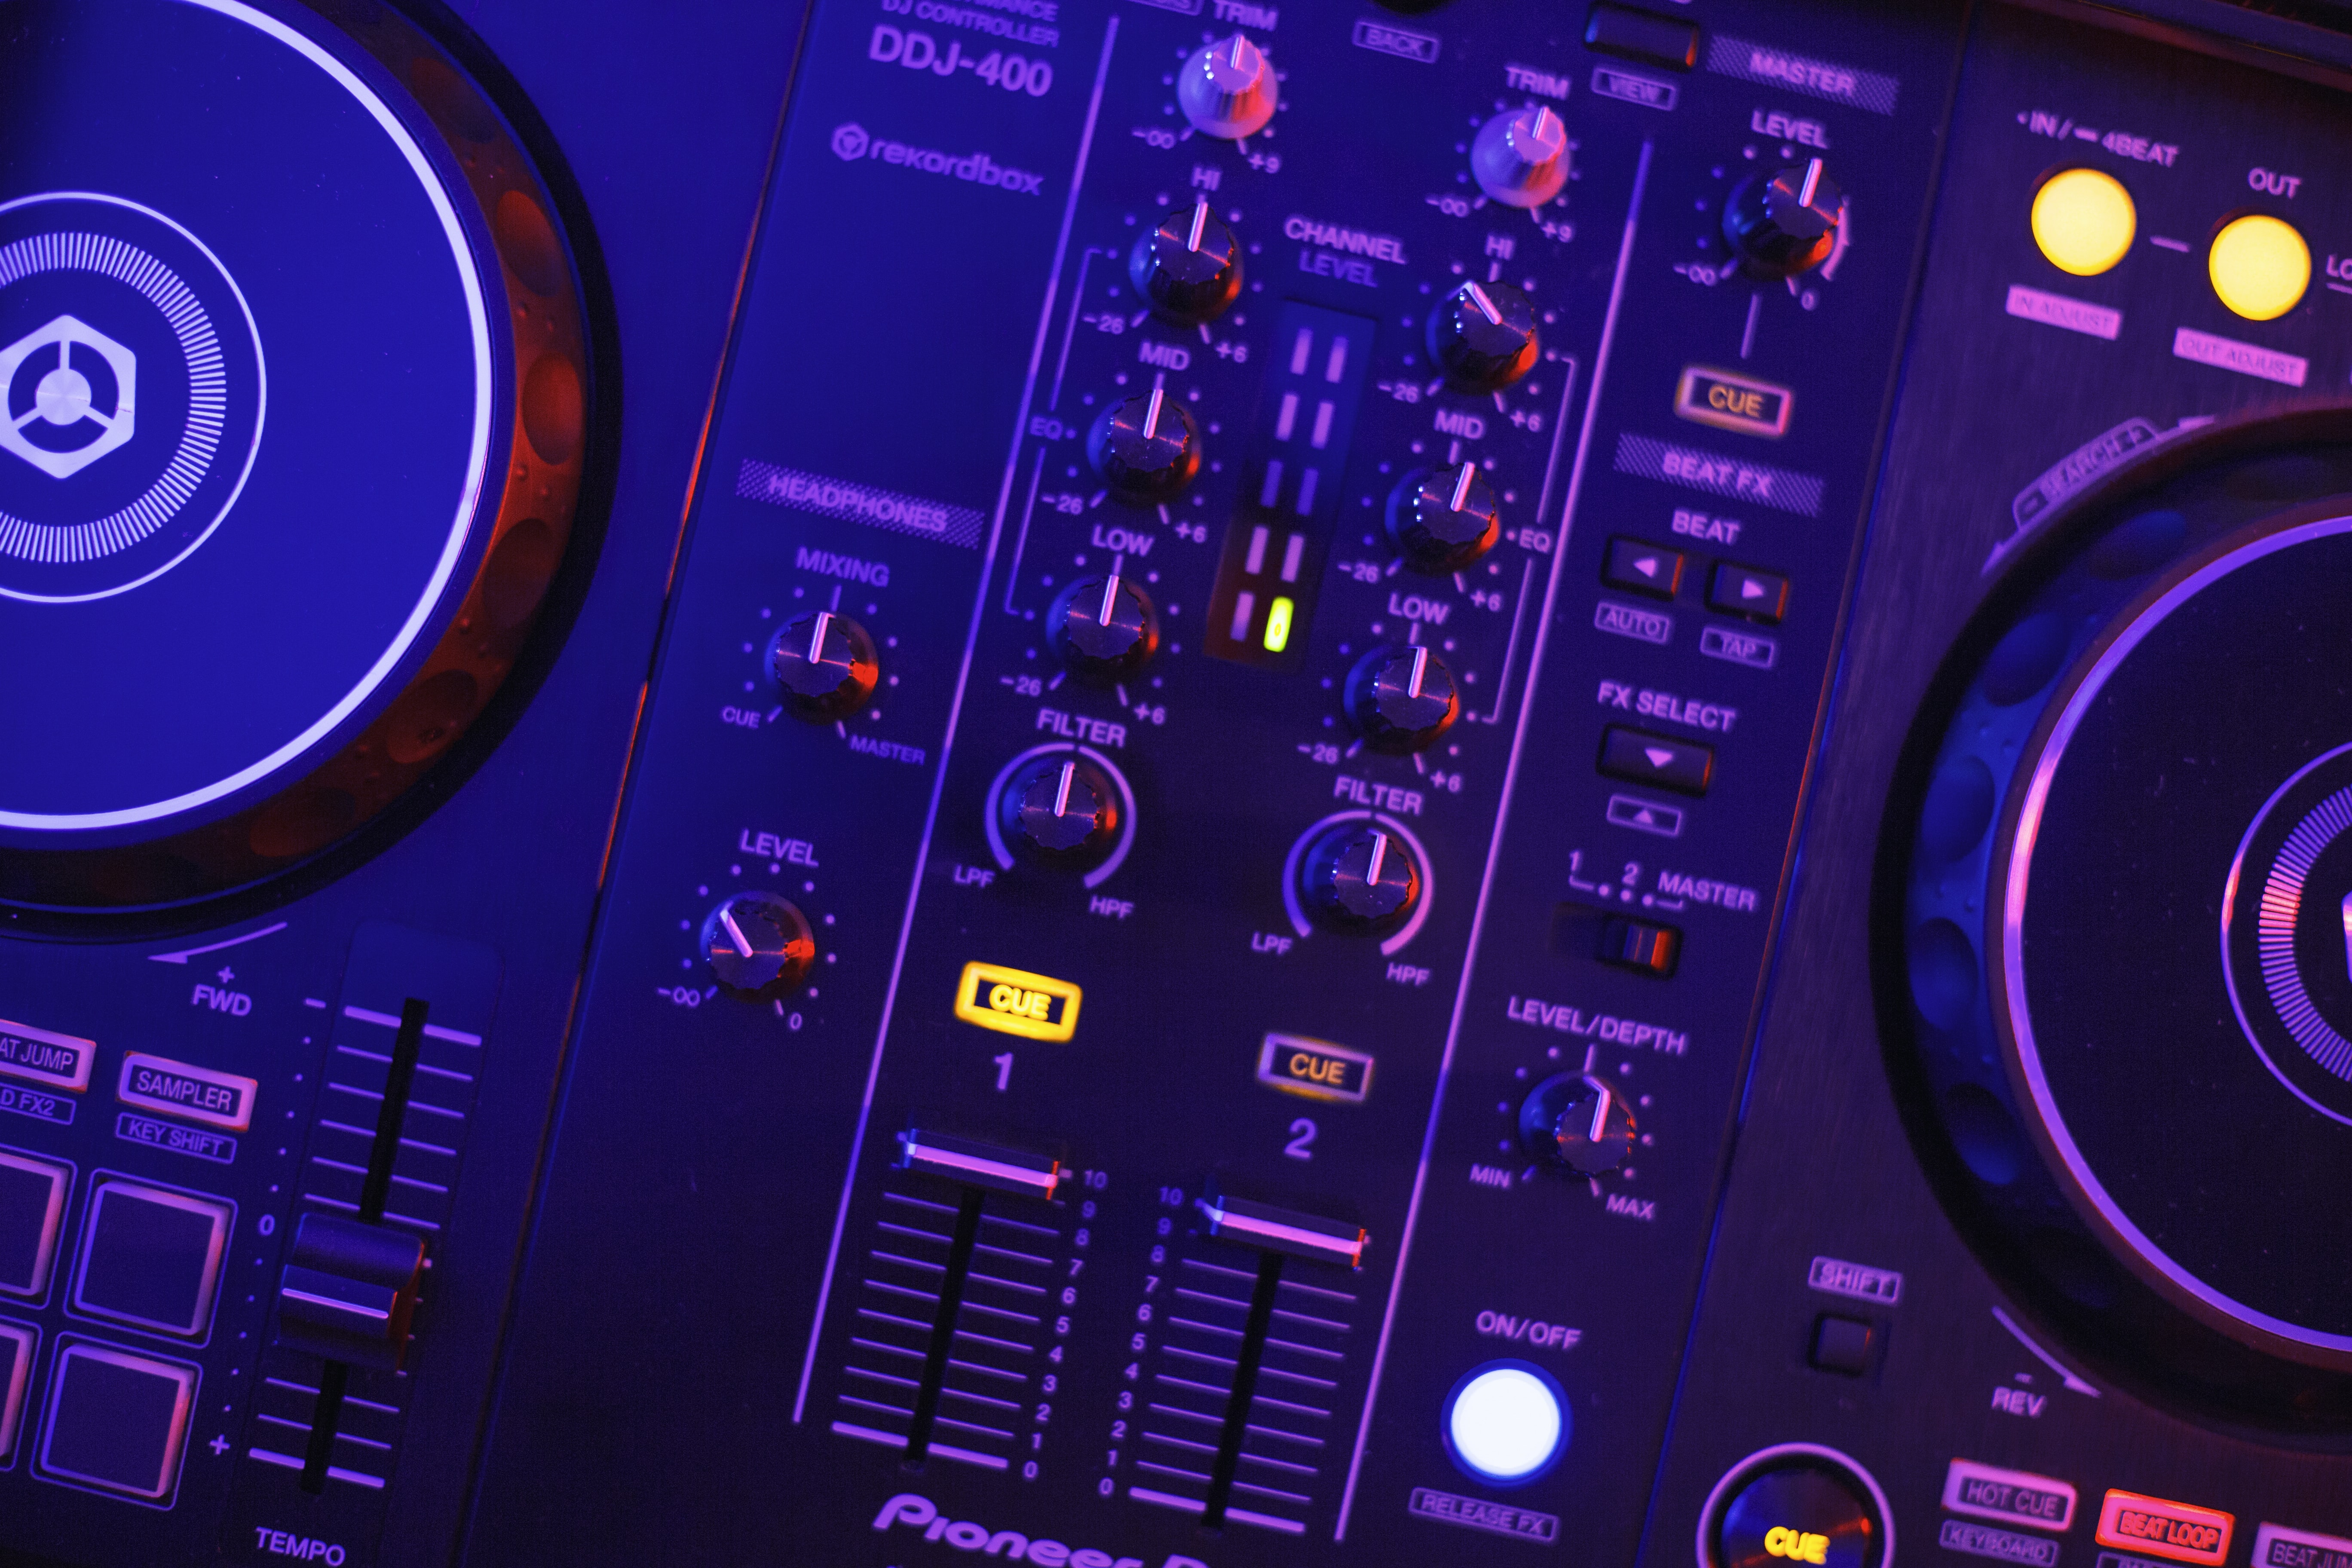 DJ CONTROLLER
DDJ-400
rekordbox
TRIM
-∞
+9
HI
-26
+6
MID
-26
+6
LOW
-26
+6
EQ
FILTER
LPF
HPF
CUE
1
BACK
CHANNEL
LEVEL
TRIM
-∞
+9
HI
-26
+6
MID
-26
+6
LOW
-26
+6
EQ
FILTER
LPF
HPF
CUE
2
VIEW
MASTER
LEVEL
-∞
0
CUE
BEAT FX
BEAT
AUTO
TAP
FX SELECT
1
2
MASTER
LEVEL/DEPTH
MIN
MAX
ON/OFF
RELEASE FX
HEADPHONES
MIXING
CUE
MASTER
LEVEL
-∞
0
10
9
8
7
6
5
4
3
2
1
0
10
9
8
7
6
5
4
3
2
1
0
Pioneer
+
FWD
SAMPLER
KEY SHIFT
0
+
TEMPO
IN / 4BEAT
OUT
IN ADJUST
OUT ADJUST
- SEARCH +
SHIFT
-
REV
CUE
HOT CUE
KEYBOARD
BEAT LOOP